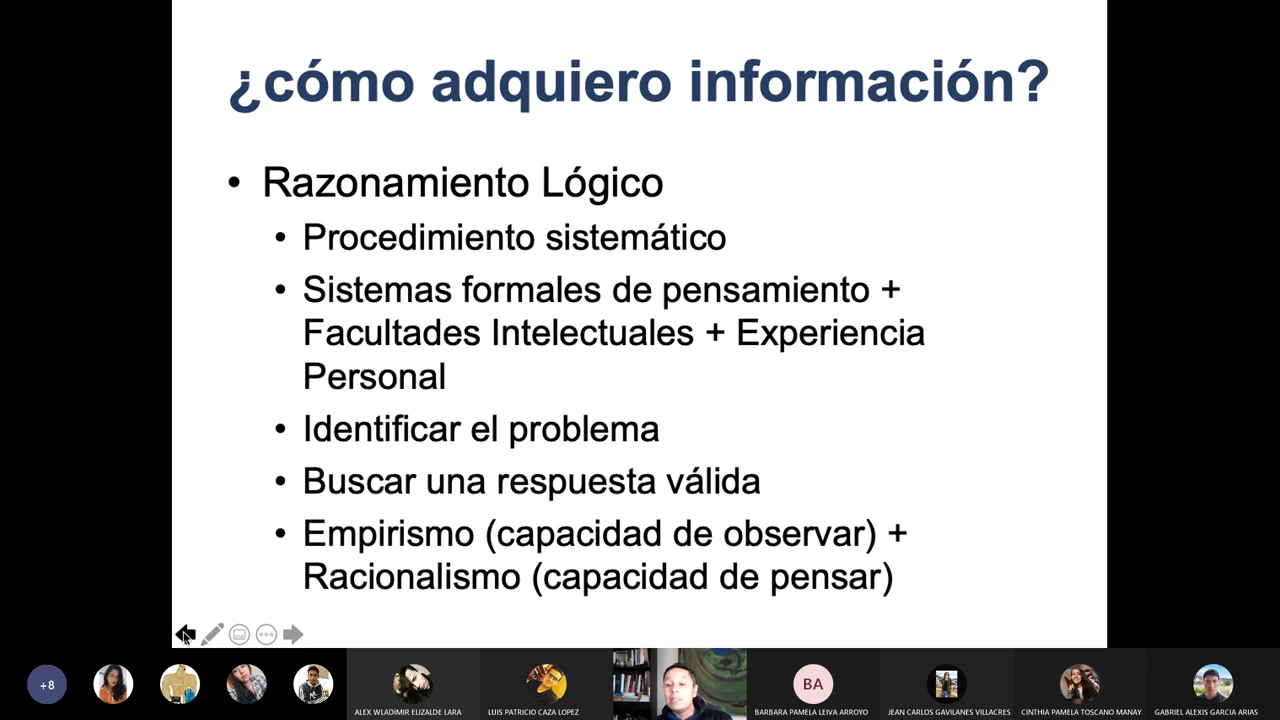 ¿cómo adquiero información?
• Razonamiento Lógico
• Procedimiento sistemático
• Sistemas formales de pensamiento +
Facultades Intelectuales + Experiencia
Personal
• Identificar el problema
• Buscar una respuesta válida
• Empirismo (capacidad de observar) +
Racionalismo (capacidad de pensar)
+8
ALEX WLADIMIR ELIZALDE LARA
LUIS PATRICIO CAZA LOPEZ
BA
BARBARA PAMELA LEIVA ARROYO
JEAN CARLOS GAVILANES VILLACRES
CINTHIA PAMELA TOSCANO MANAY
GABRIEL ALEXIS GARCIA ARIAS